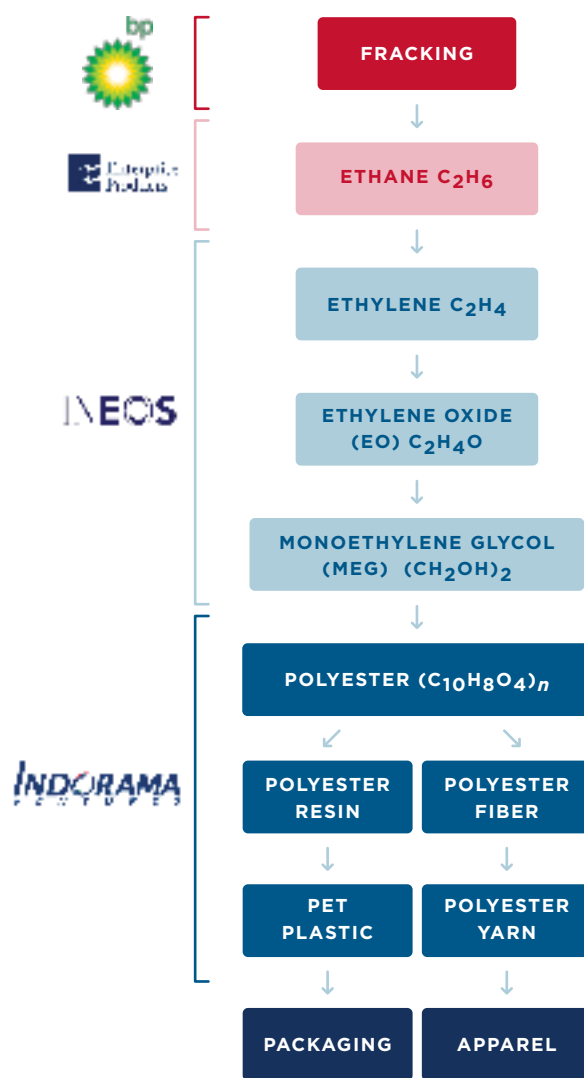 bp
FRACKING
Enterprise
Products
ETHANE C₂H₆
ETHYLENE C₂H₄
INEOS
ETHYLENE OXIDE
(EO) C₂H₄O
MONOETHYLENE GLYCOL
(MEG) (CH₂OH)₂
POLYESTER (C₁₀H₈O₄)n
INDORAMA
VENTURES
POLYESTER
RESIN
POLYESTER
FIBER
PET
PLASTIC
POLYESTER
YARN
PACKAGING
APPAREL